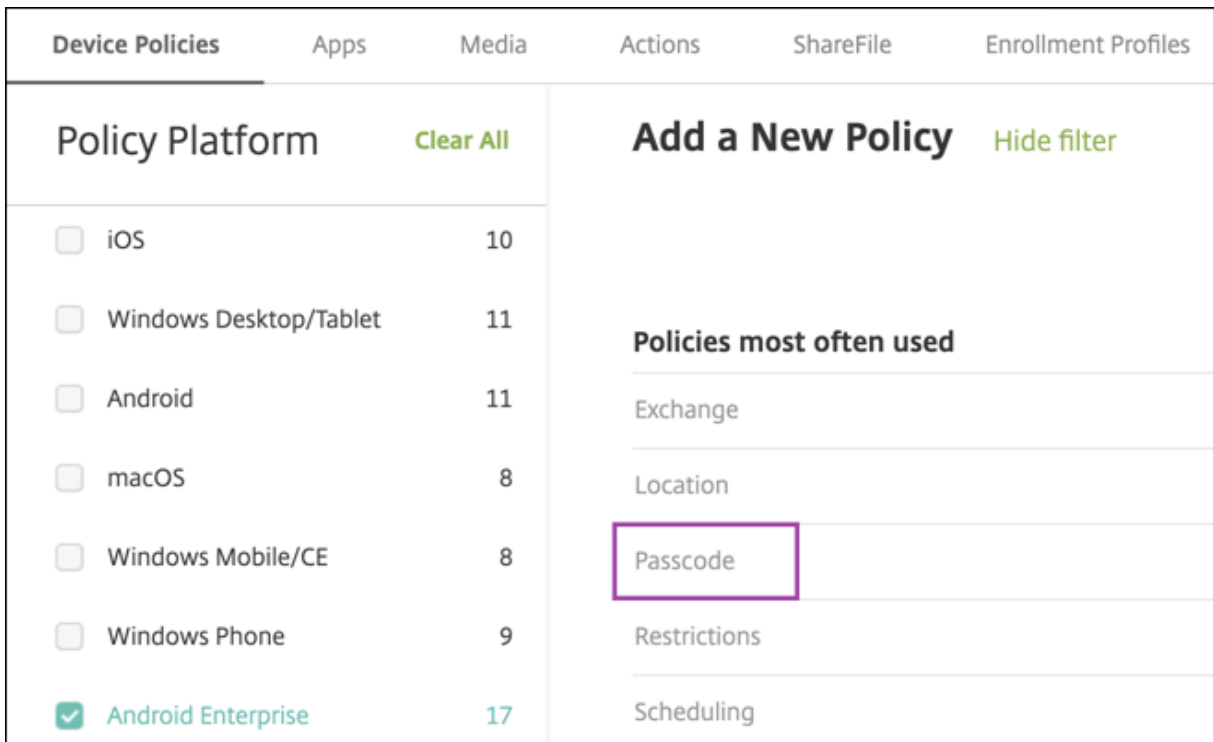 Device Policies Apps Media Actions ShareFile Enrollment Profiles
Policy Platform Clear All
iOS 10
Windows Desktop/Tablet 11
Android 11
macOS 8
Windows Mobile/CE 8
Windows Phone 9
Android Enterprise 17
Add a New Policy Hide filter
Policies most often used
Exchange
Location
Passcode
Restrictions
Scheduling